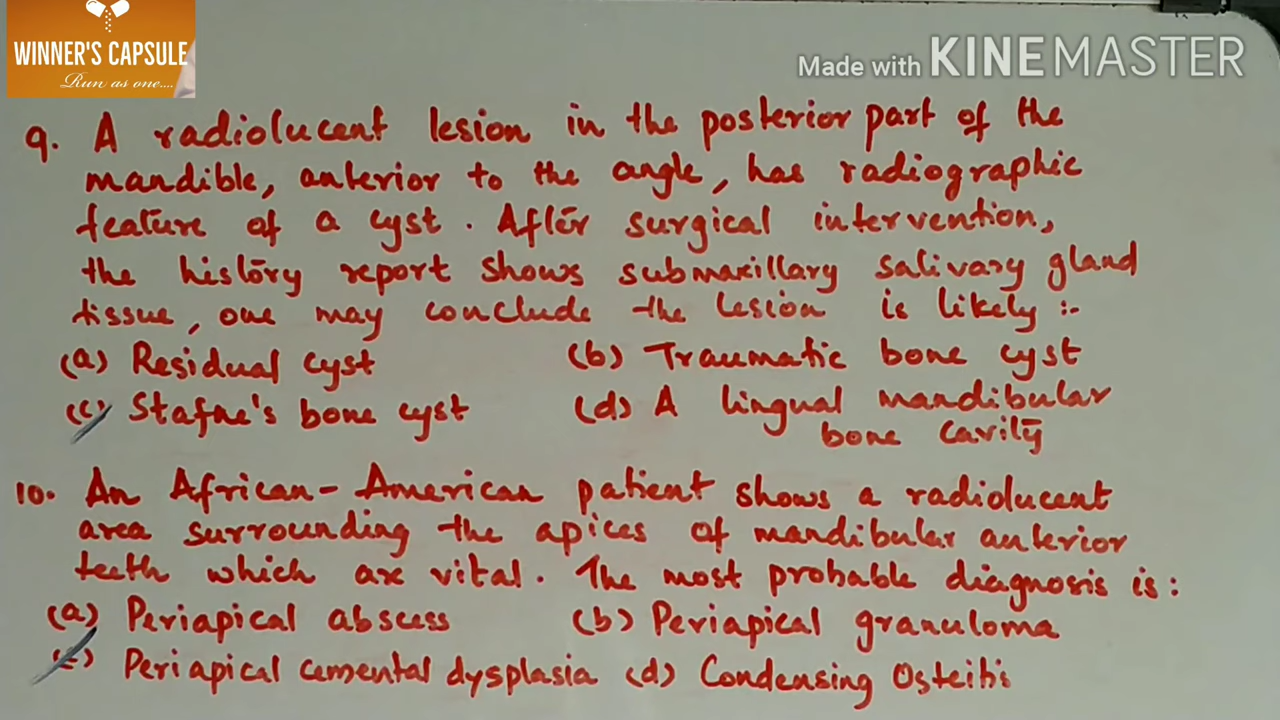 WINNER'S CAPSULE
Run as one....
Made with KINEMASTER
9. A radiolucent lesion in the posterior part of the
mandible, anterior to the angle, has radiographic
feature of a cyst. After surgical intervention,
the history report shows submaxillary salivary gland
tissue, one may conclude the lesion is likely :-
(a) Residual cyst (b) Traumatic bone cyst
(c) Stafne's bone cyst (d) A lingual mandibular
bone cavity
10. An African-American patient shows a radiolucent
area surrounding the apices of mandibular anterior
teeth which are vital. The most probable diagnosis is:
(a) Periapical abscess (b) Periapical granuloma
(c) Periapical cemental dysplasia (d) Condensing Osteitis